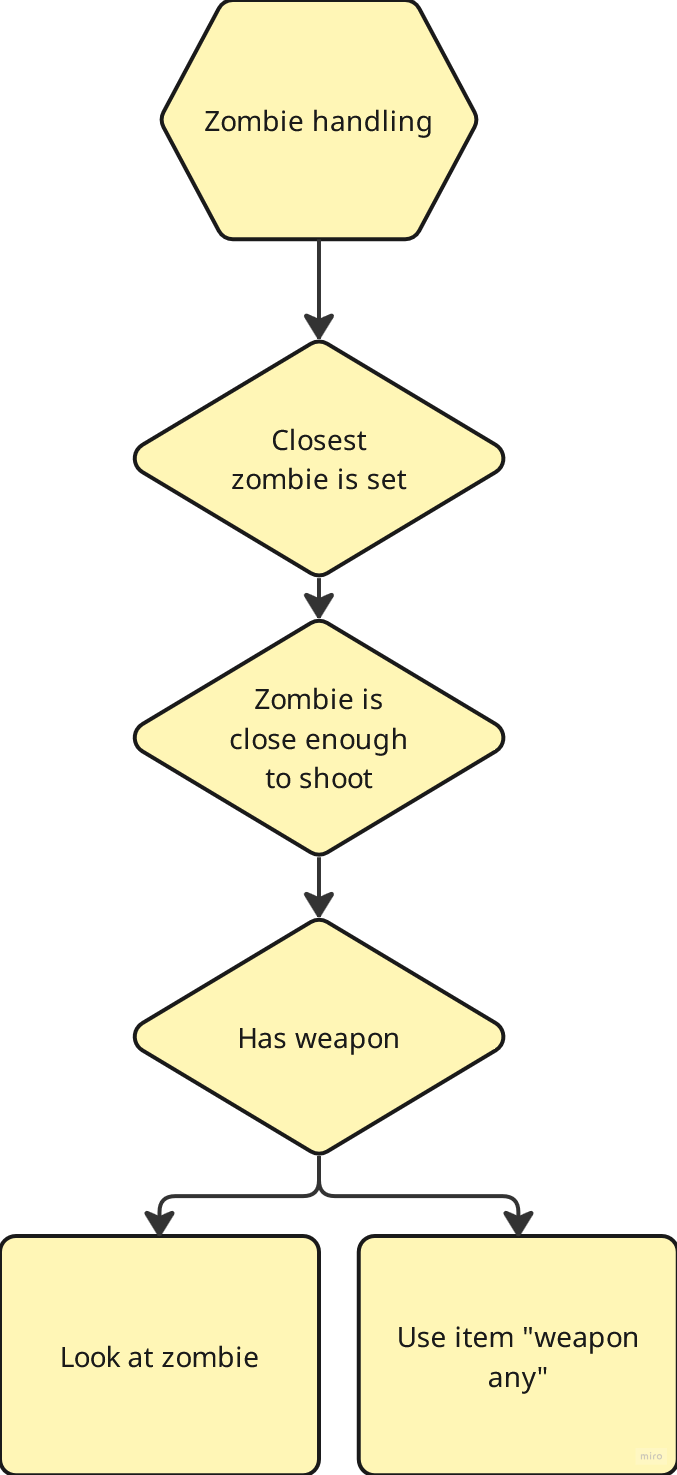 Zombie handling
Closest
zombie is set
Zombie is
close enough
to shoot
Has weapon
Look at zombie
Use item "weapon
any"
miro